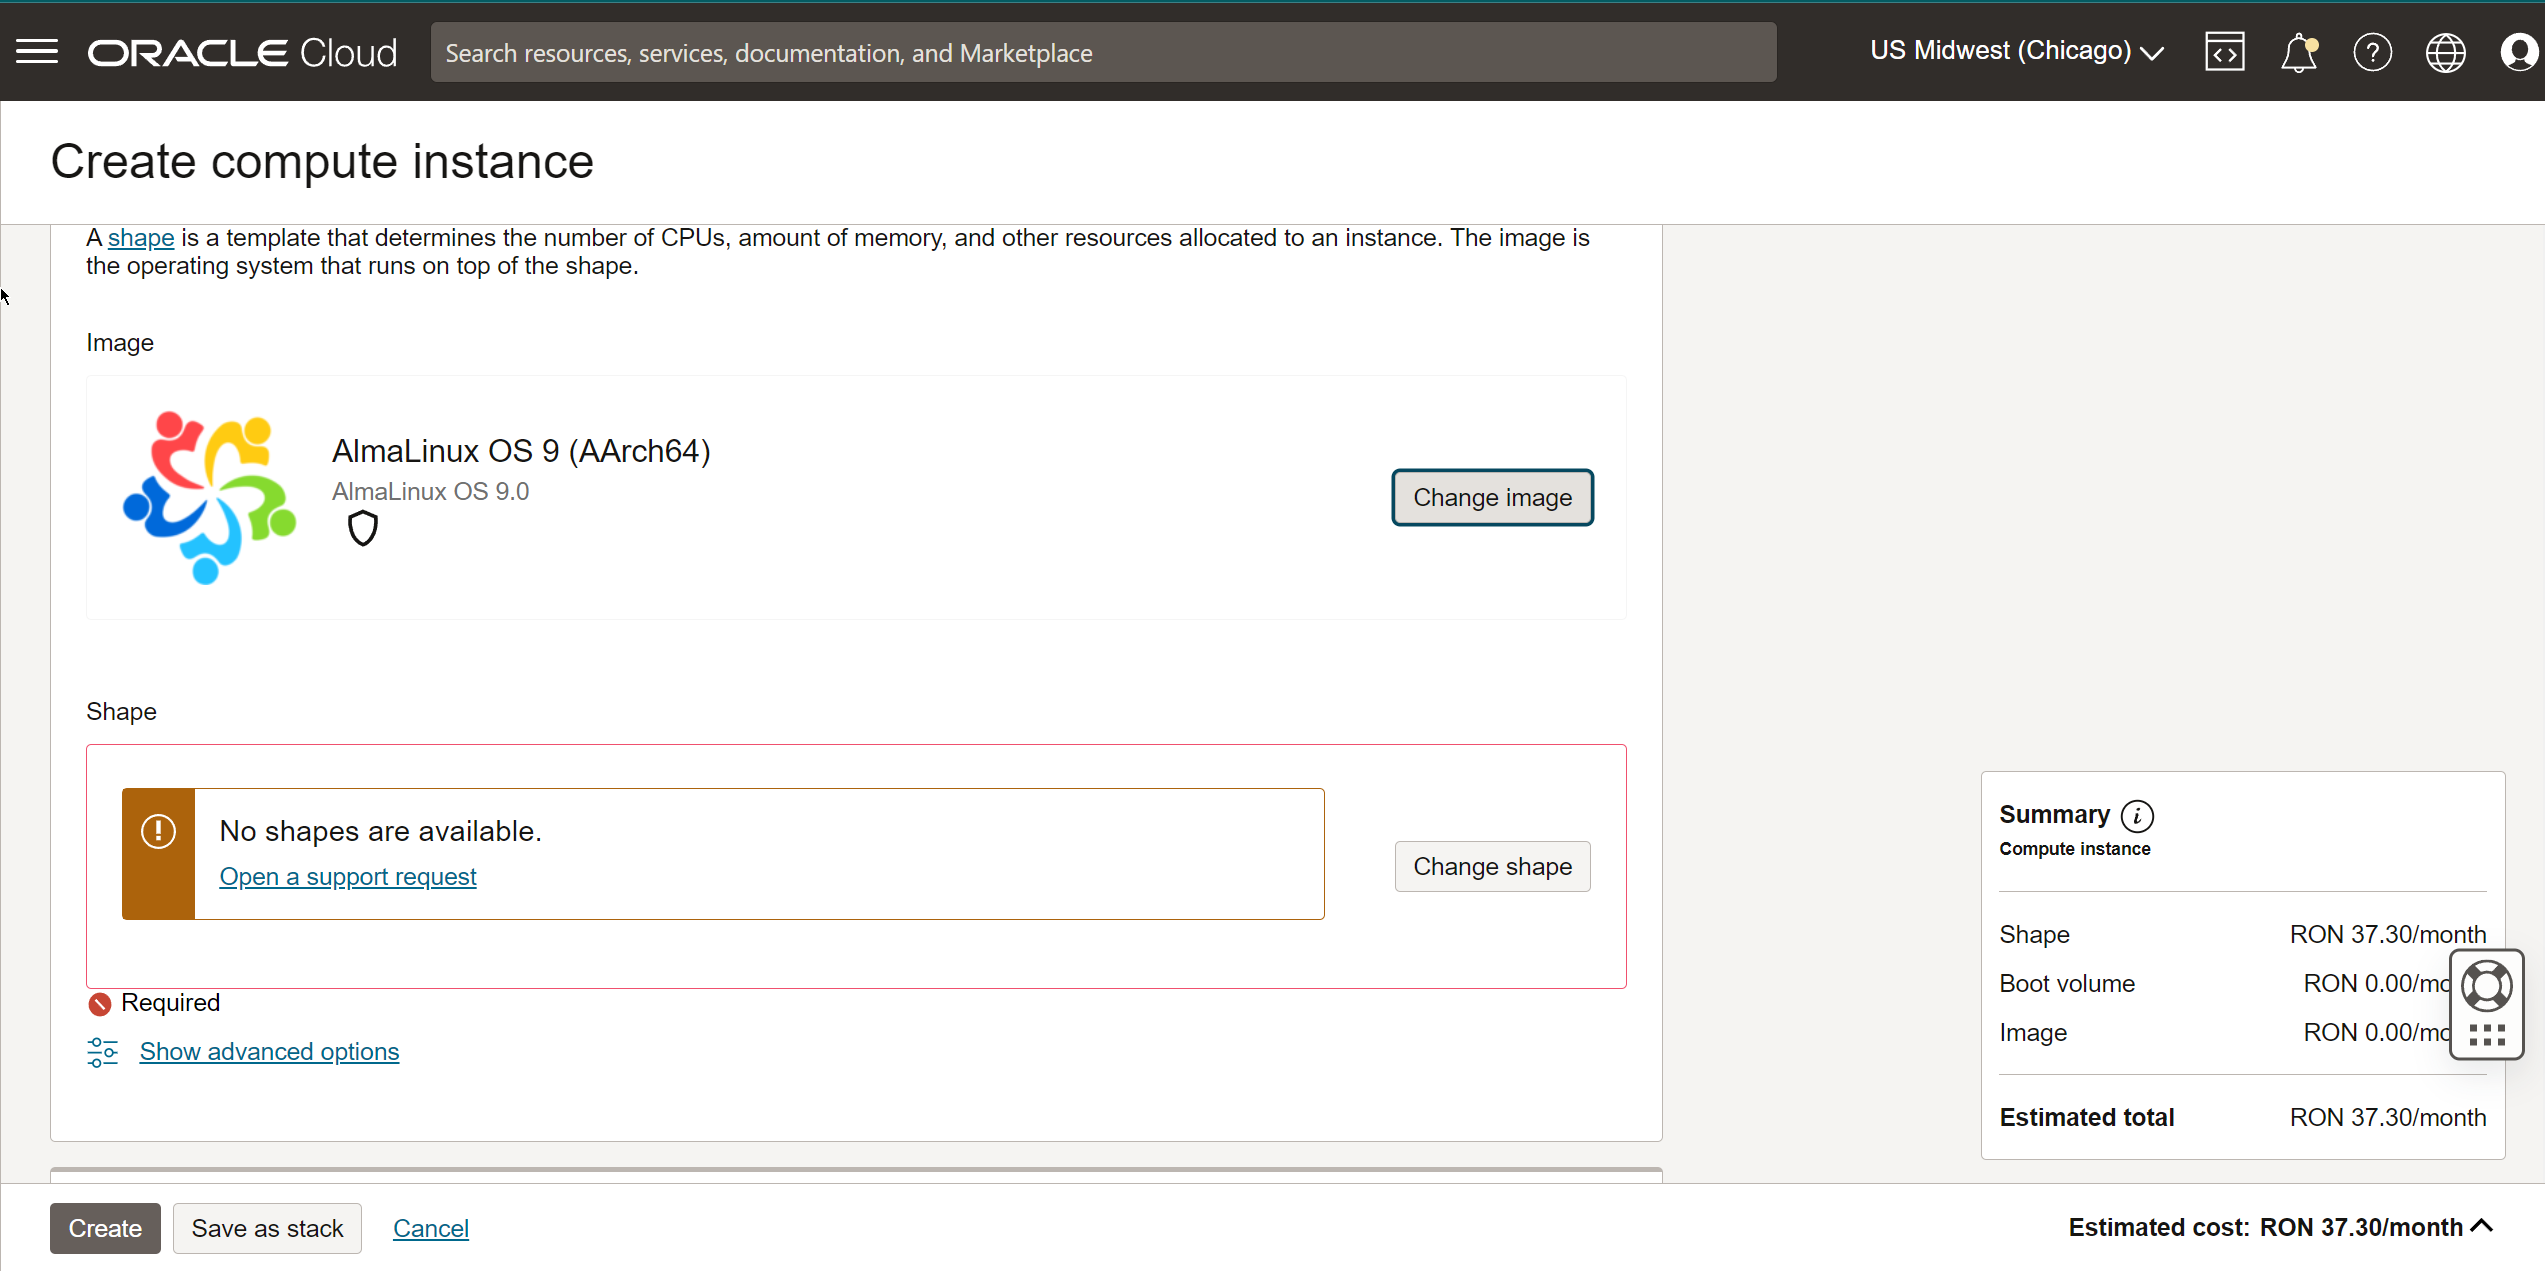 ORACLE Cloud
Search resources, services, documentation, and Marketplace
US Midwest (Chicago)
Create compute instance
A shape is a template that determines the number of CPUs, amount of memory, and other resources allocated to an instance. The image is
the operating system that runs on top of the shape.
Image
AlmaLinux OS 9 (AArch64)
AlmaLinux OS 9.0
Change image
Shape
No shapes are available.
Open a support request
Change shape
Required
Show advanced options
Summary
Compute instance
Shape RON 37.30/month
Boot volume RON 0.00/mo
Image RON 0.00/mo
Estimated total RON 37.30/month
Create
Save as stack
Cancel
Estimated cost: RON 37.30/month